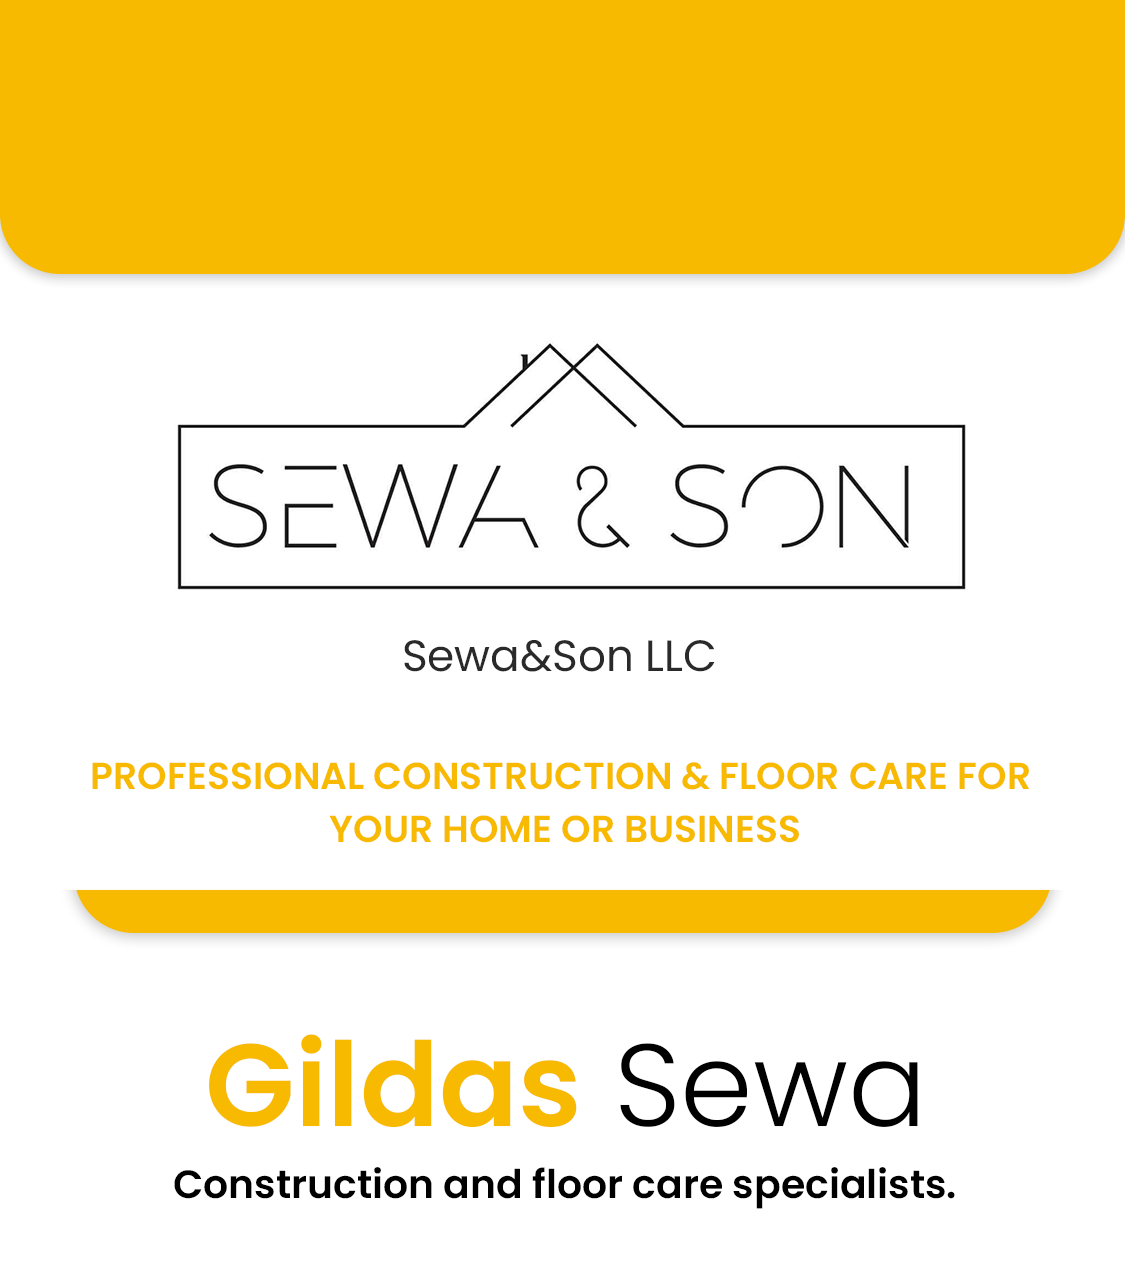 SEWA & SON
Sewa&Son LLC
PROFESSIONAL CONSTRUCTION & FLOOR CARE FOR
YOUR HOME OR BUSINESS
Gildas Sewa
Construction and floor care specialists.